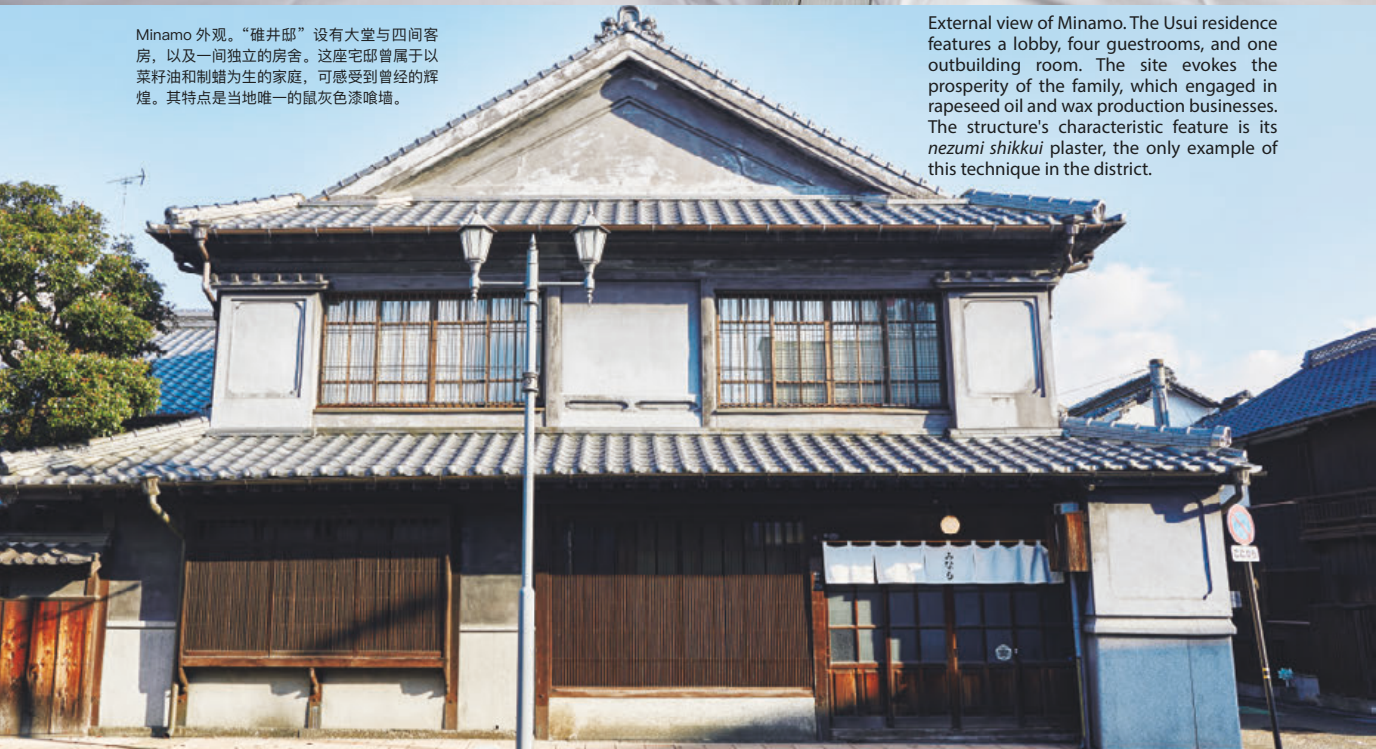 Minamo 外观。“碓井邸”设有大堂与四间客
房，以及一间独立的房舍。这座宅邸曾属于以
菜籽油和制蜡为生的家庭，可感受到曾经的辉
煌。其特点是当地唯一的鼠灰色漆喰墙。
External view of Minamo. The Usui residence
features a lobby, four guestrooms, and one
outbuilding room. The site evokes the
prosperity of the family, which engaged in
rapeseed oil and wax production businesses.
The structure's characteristic feature is its
nezumi shikkui plaster, the only example of
this technique in the district.
みなも